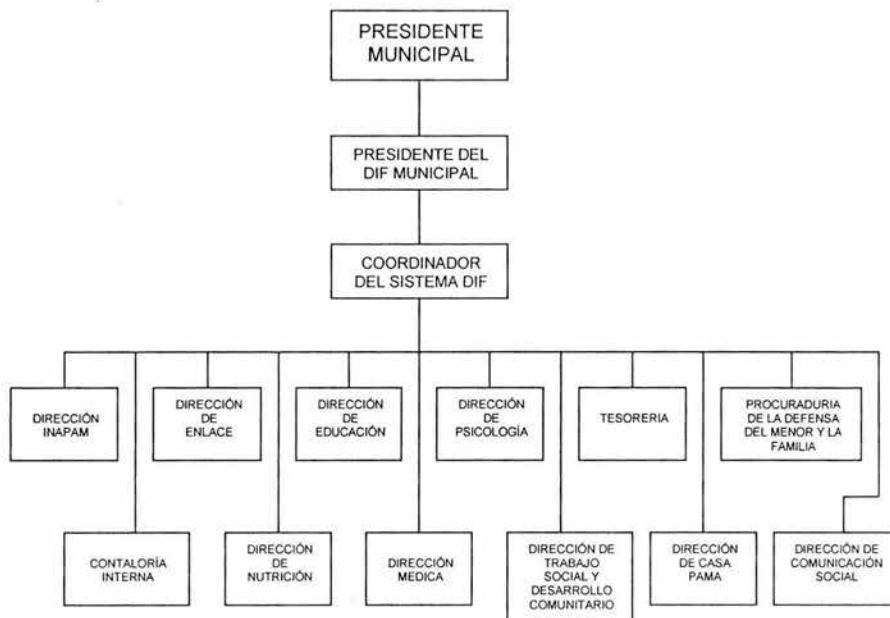 PRESIDENTE
MUNICIPAL
PRESIDENTE DEL
DIF MUNICIPAL
COORDINADOR
DEL SISTEMA DIF
DIRECCIÓN
INAPAM
DIRECCIÓN
DE
ENLACE
DIRECCIÓN
DE
EDUCACIÓN
DIRECCIÓN
DE
PSICOLOGÍA
TESORERIA
PROCURADURIA
DE LA DEFENSA
DEL MENOR Y LA
FAMILIA
CONTALORÍA
INTERNA
DIRECCIÓN
DE
NUTRICIÓN
DIRECCIÓN
MEDICA
DIRECCIÓN DE
TRABAJO
SOCIAL Y
DESARROLLO
COMUNITARIO
DIRECCIÓN
DE CASA
PAMA
DIRECCIÓN DE
COMUNICACIÓN
SOCIAL